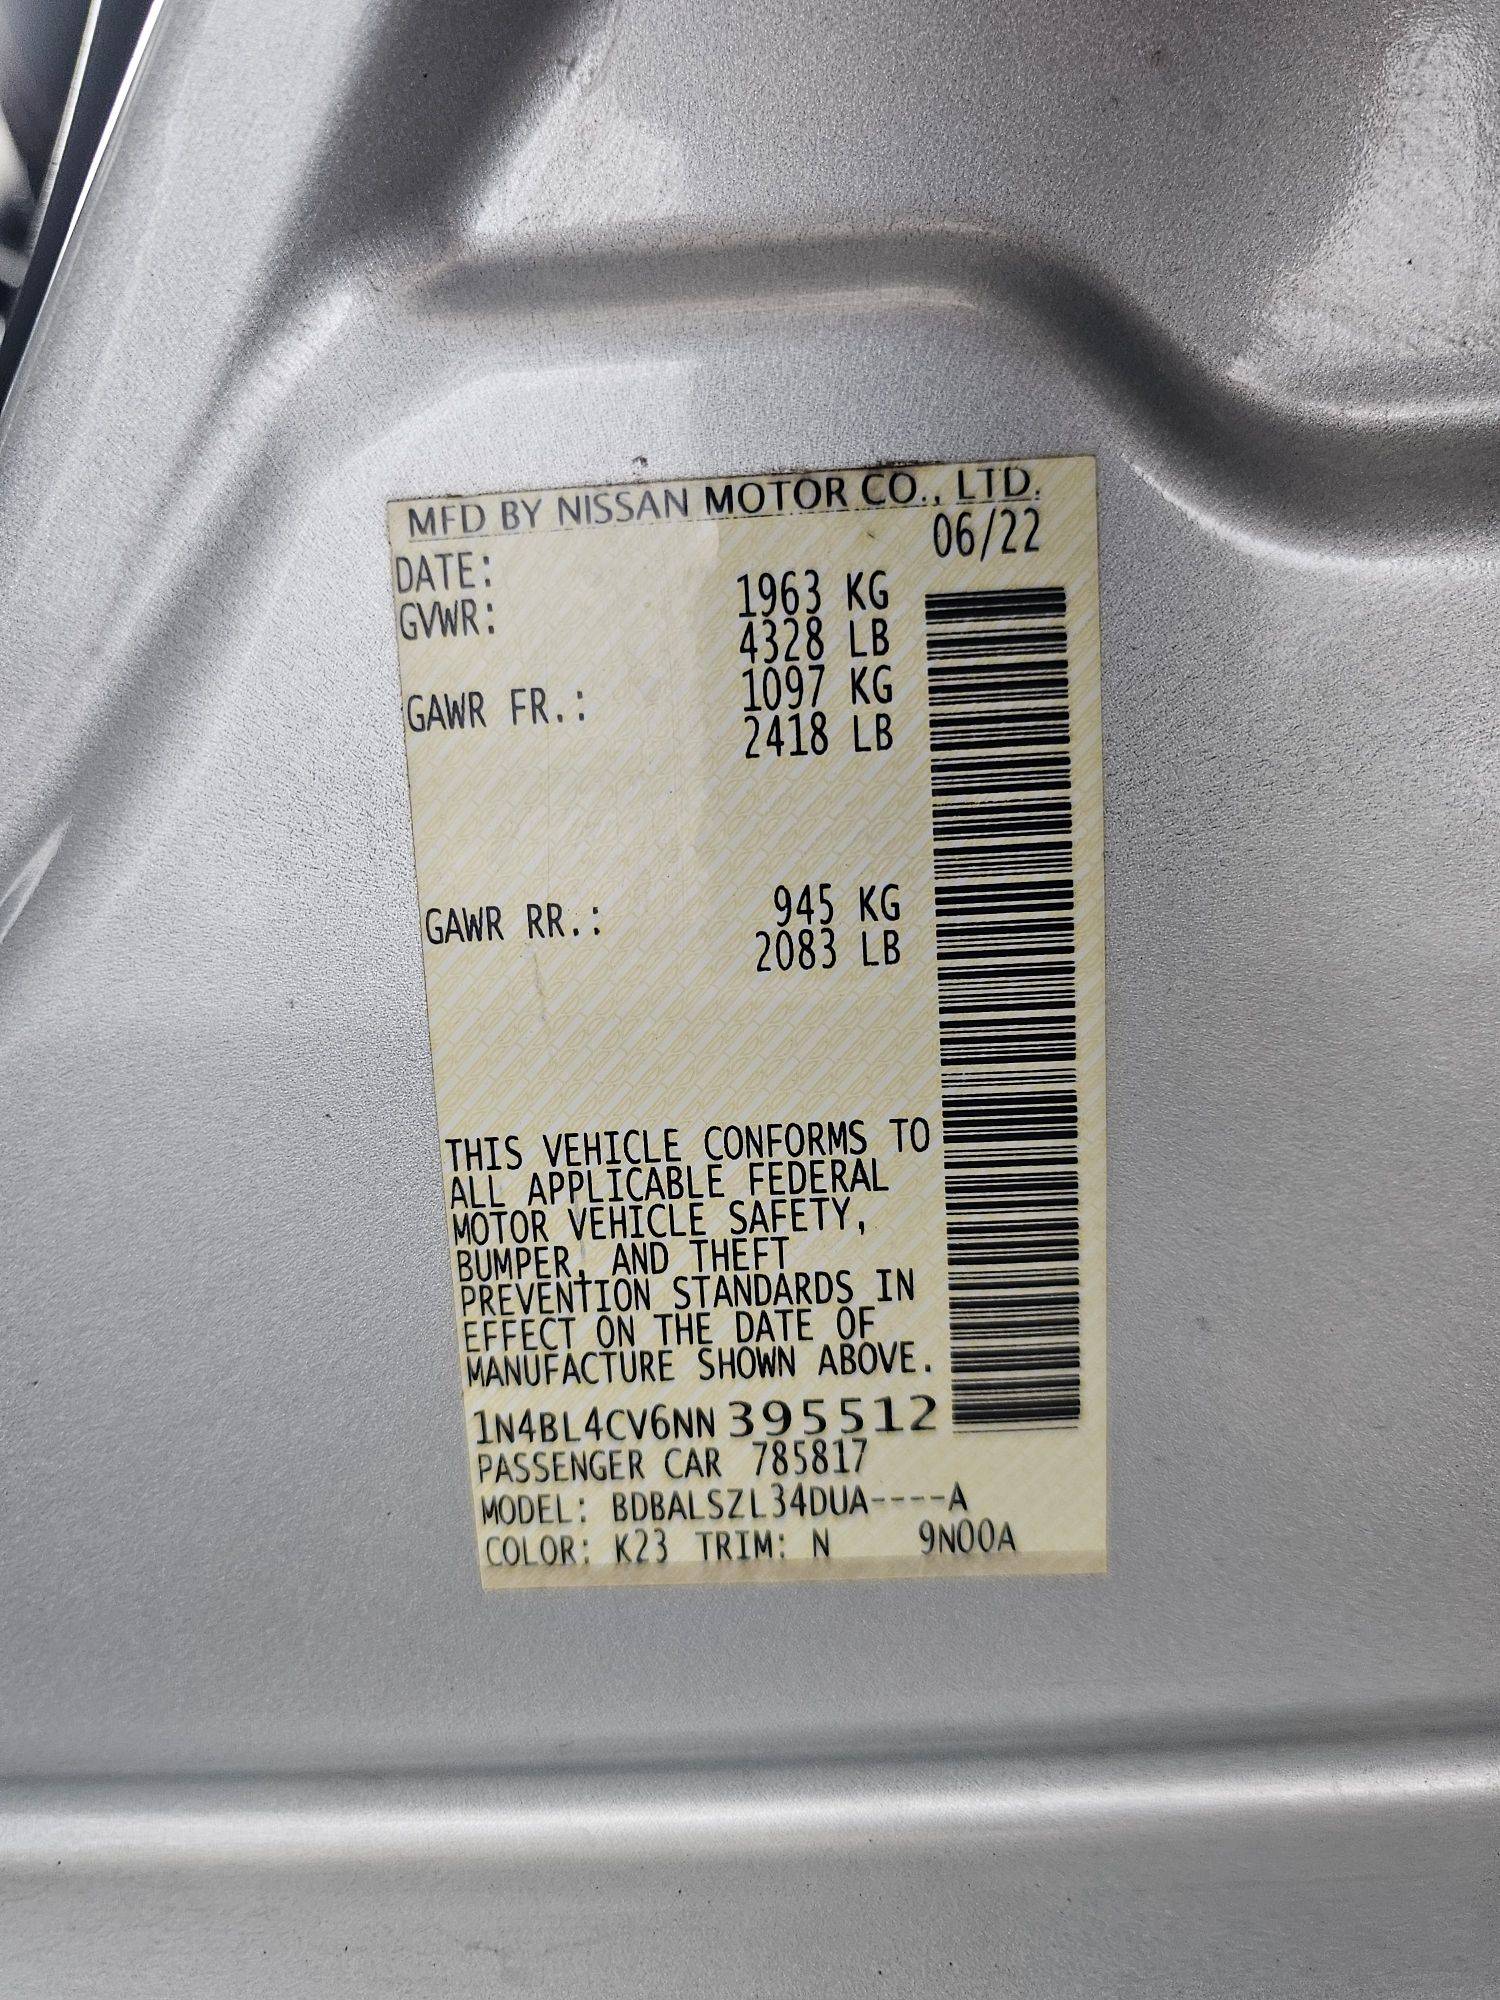 MFD BY NISSAN MOTOR CO., LTD.
DATE: 06/22
GVWR: 1963 KG
4328 LB
GAWR FR.: 1097 KG
2418 LB
GAWR RR.: 945 KG
2083 LB
THIS VEHICLE CONFORMS TO
ALL APPLICABLE FEDERAL
MOTOR VEHICLE SAFETY,
BUMPER, AND THEFT
PREVENTION STANDARDS IN
EFFECT ON THE DATE OF
MANUFACTURE SHOWN ABOVE.
1N4BL4CV6NN395512
PASSENGER CAR 785817
MODEL: BDBALSZL34DUA----A
COLOR: K23 TRIM: N 9N00A